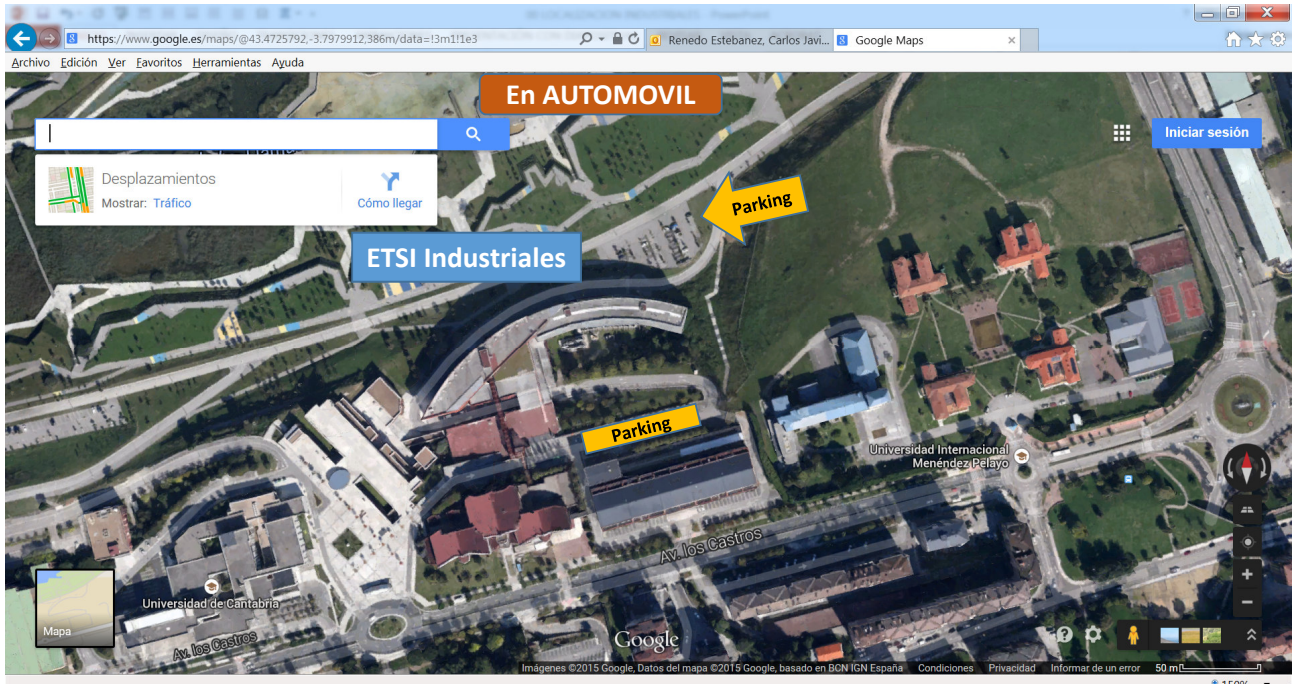 https://www.google.es/maps/@43.4725792,-3.7979912,386m/data=!3m1!1e3
Renedo Estebanez, Carlos Javi...
Google Maps
Archivo Edición Ver Favoritos Herramientas Ayuda
En AUTOMOVIL
Iniciar sesión
Desplazamientos
Mostrar: Tráfico
Cómo llegar
Parking
ETSI Industriales
Parking
Universidad Internacional
Menéndez Pelayo
Av. los Castros
Universidad de Cantabria
Mapa
Av. los Castros
Google
Imágenes ©2015 Google, Datos del mapa ©2015 Google, basado en BCN IGN España Condiciones Privacidad Informar de un error 50 m
150%